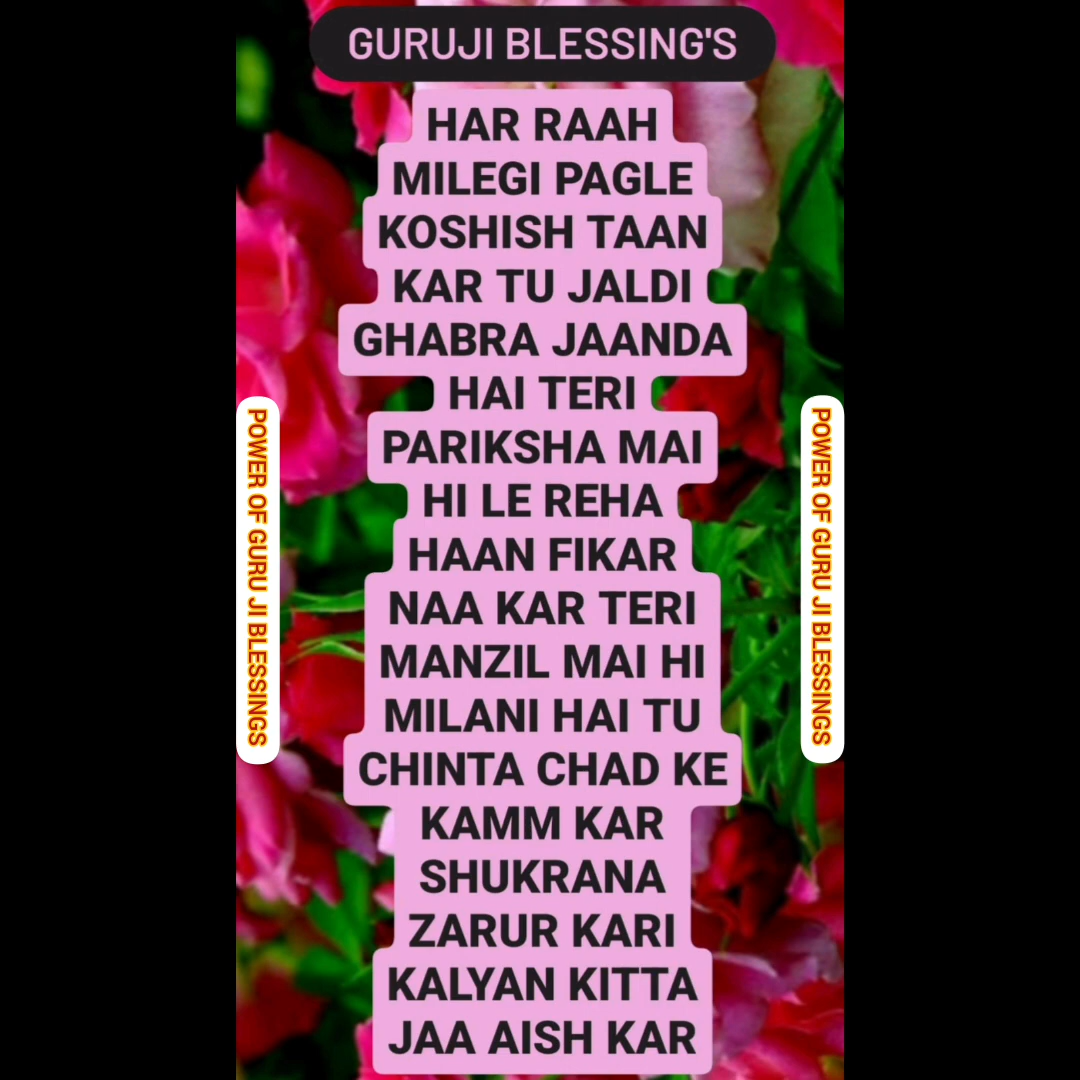 GURUJI BLESSING'S
HAR RAAH
MILEGI PAGLE
KOSHISH TAAN
KAR TU JALDI
GHABRA JAANDA
HAI TERI
PARIKSHA MAI
HI LE REHA
HAAN FIKAR
NAA KAR TERI
MANZIL MAI HI
MILANI HAI TU
CHINTA CHAD KE
KAMM KAR
SHUKRANA
ZARUR KARI
KALYAN KITTA
JAA AISH KAR
POWER OF GURU JI BLESSINGS
POWER OF GURU JI BLESSINGS